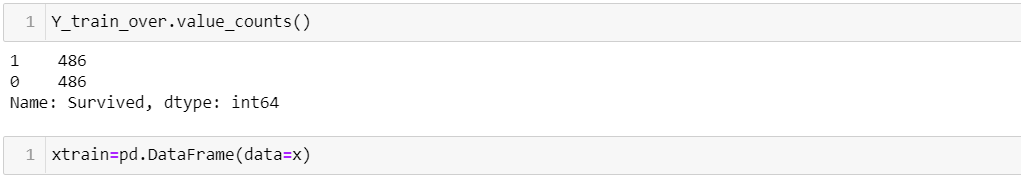 1 Y_train_over.value_counts()
1    486
0    486
Name: Survived, dtype: int64
1 xtrain=pd.DataFrame(data=x)